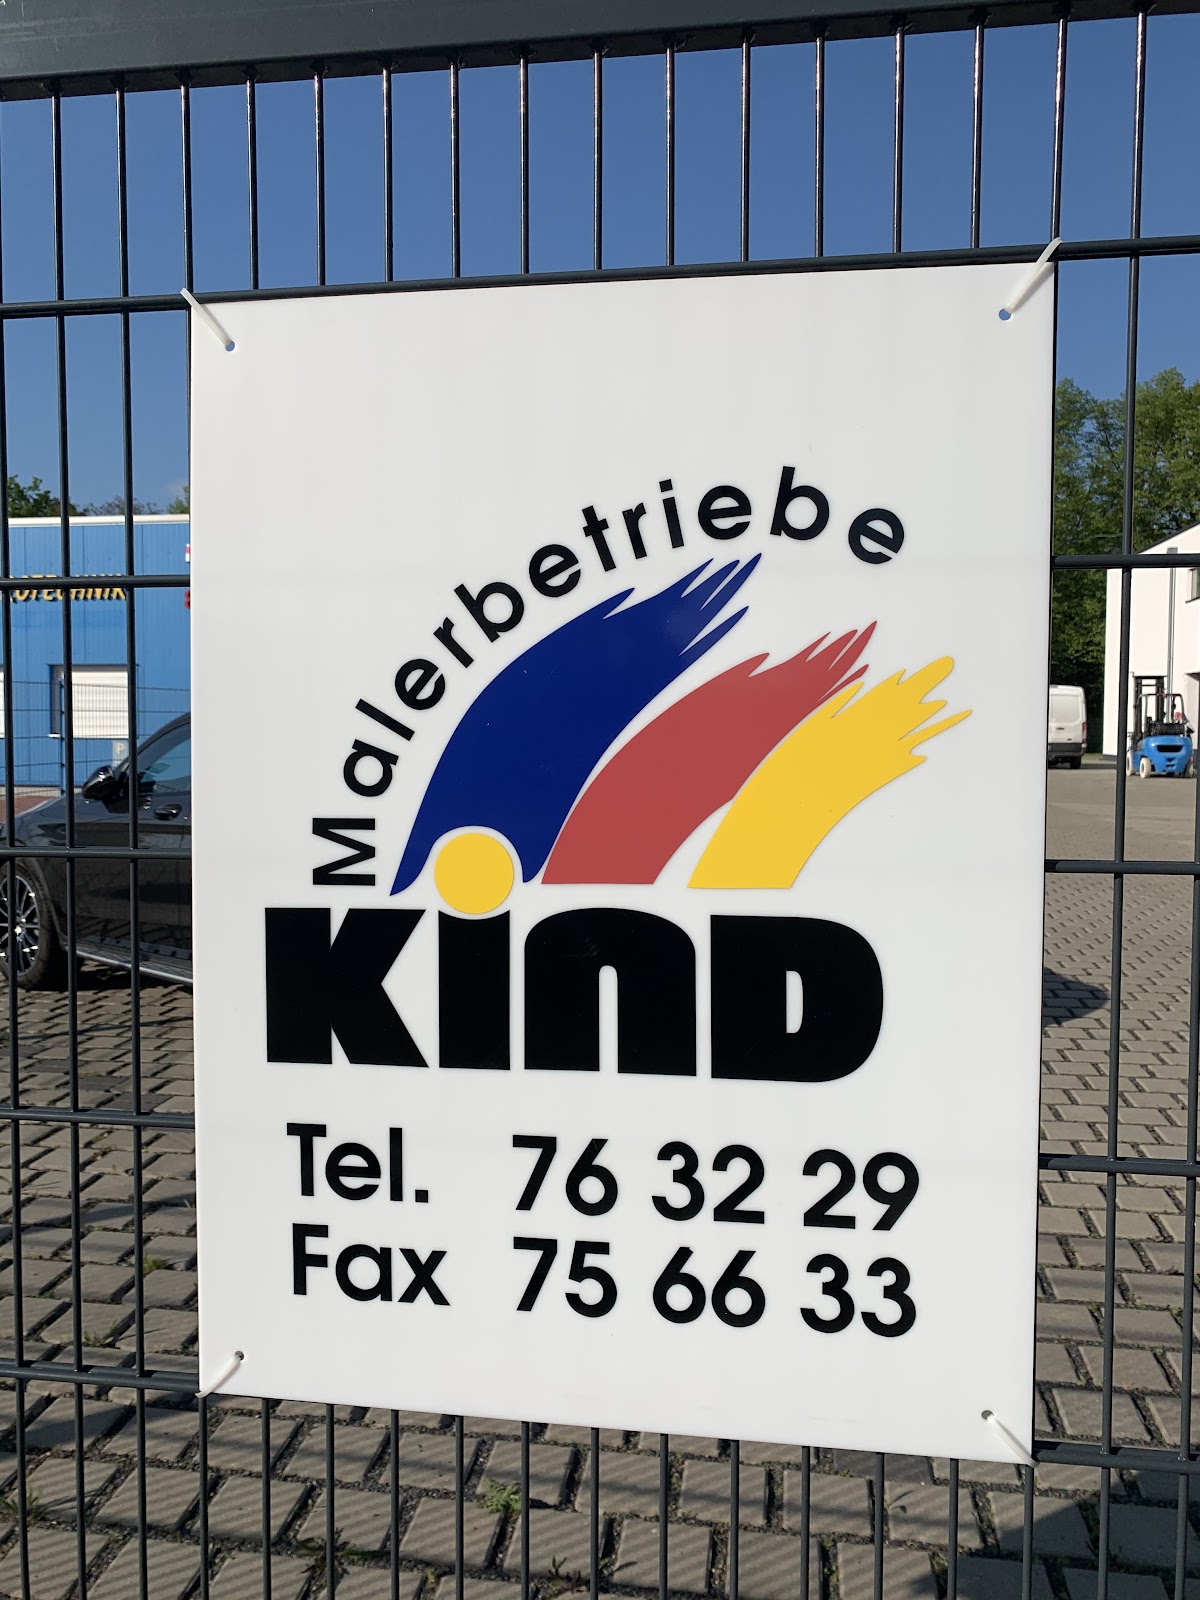 Malerbetriebe
KinD
Tel. 76 32 29
Fax 75 66 33
P